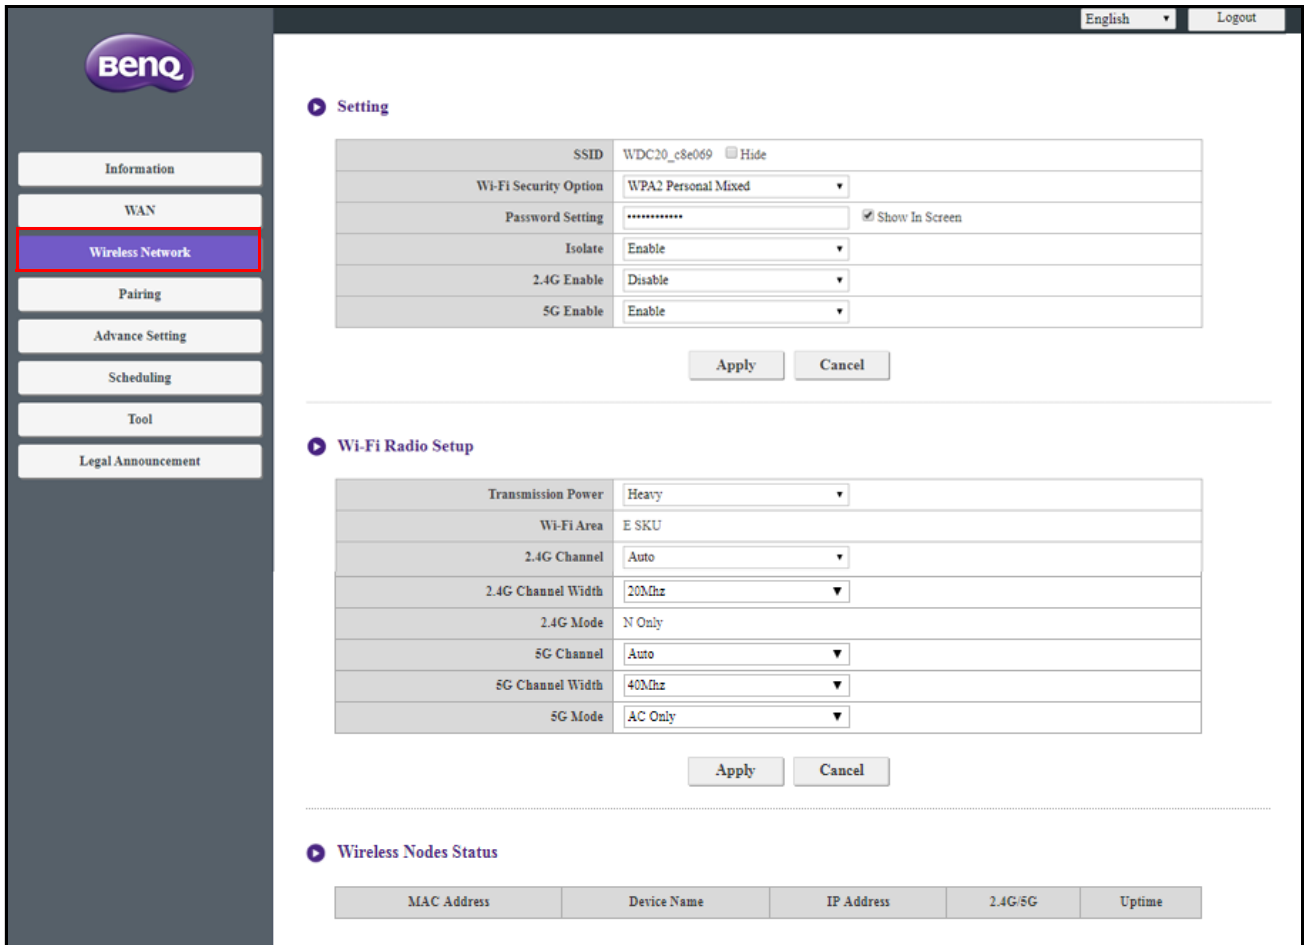 English Logout
BenQ
Setting
SSID WDC20_c8e069 Hide
Information
Wi-Fi Security Option WPA2 Personal Mixed
WAN
Password Setting •••••••••••• Show In Screen
Wireless Network
Isolate Enable
2.4G Enable Disable
Pairing
5G Enable Enable
Advance Setting
Apply Cancel
Scheduling
Tool
Wi-Fi Radio Setup
Legal Announcement
Transmission Power Heavy
Wi-Fi Area E SKU
2.4G Channel Auto
2.4G Channel Width 20Mhz
2.4G Mode N Only
5G Channel Auto
5G Channel Width 40Mhz
5G Mode AC Only
Apply Cancel
Wireless Nodes Status
MAC Address Device Name IP Address 2.4G/5G Uptime